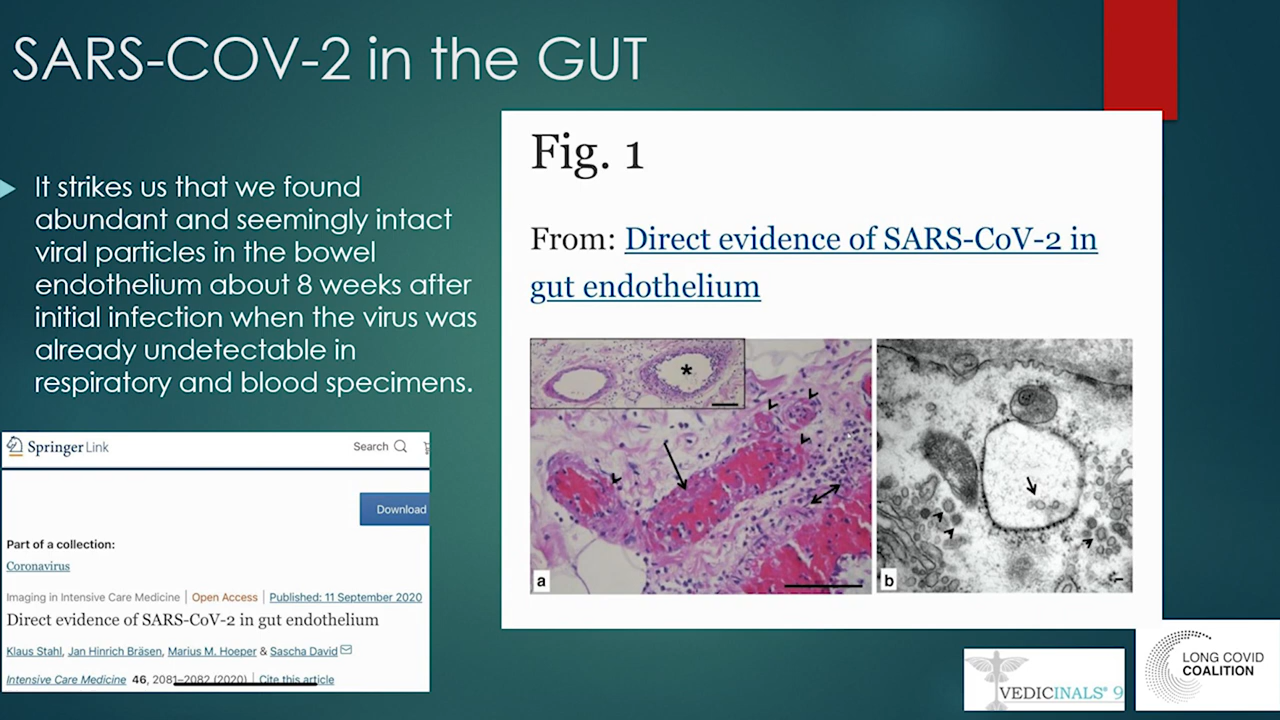 SARS-COV-2 in the GUT
It strikes us that we found
abundant and seemingly intact
viral particles in the bowel
endothelium about 8 weeks after
initial infection when the virus was
already undetectable in
respiratory and blood specimens.
Springer Link
Search
Download
Part of a collection:
Coronavirus
Imaging in Intensive Care Medicine | Open Access | Published: 11 September 2020
Direct evidence of SARS-CoV-2 in gut endothelium
Klaus Stahl, Jan Hinrich Bräsen, Marius M. Hoeper & Sascha David
Intensive Care Medicine 46, 2081–2082 (2020) | Cite this article
Fig. 1
From: Direct evidence of SARS-CoV-2 in
gut endothelium
*
a
b
VEDICINALS® 9
LONG COVID
COALITION